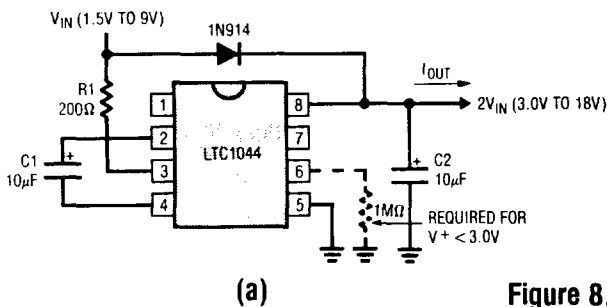 V_IN (1.5V TO 9V)
1N914
I_OUT
R1
200Ω
2V_IN (3.0V TO 18V)
1
2
3
4
LTC1044
8
7
6
5
C1
+
10µF
+
C2
10µF
1MΩ
REQUIRED FOR
V+ < 3.0V
(a)
Figure 8.